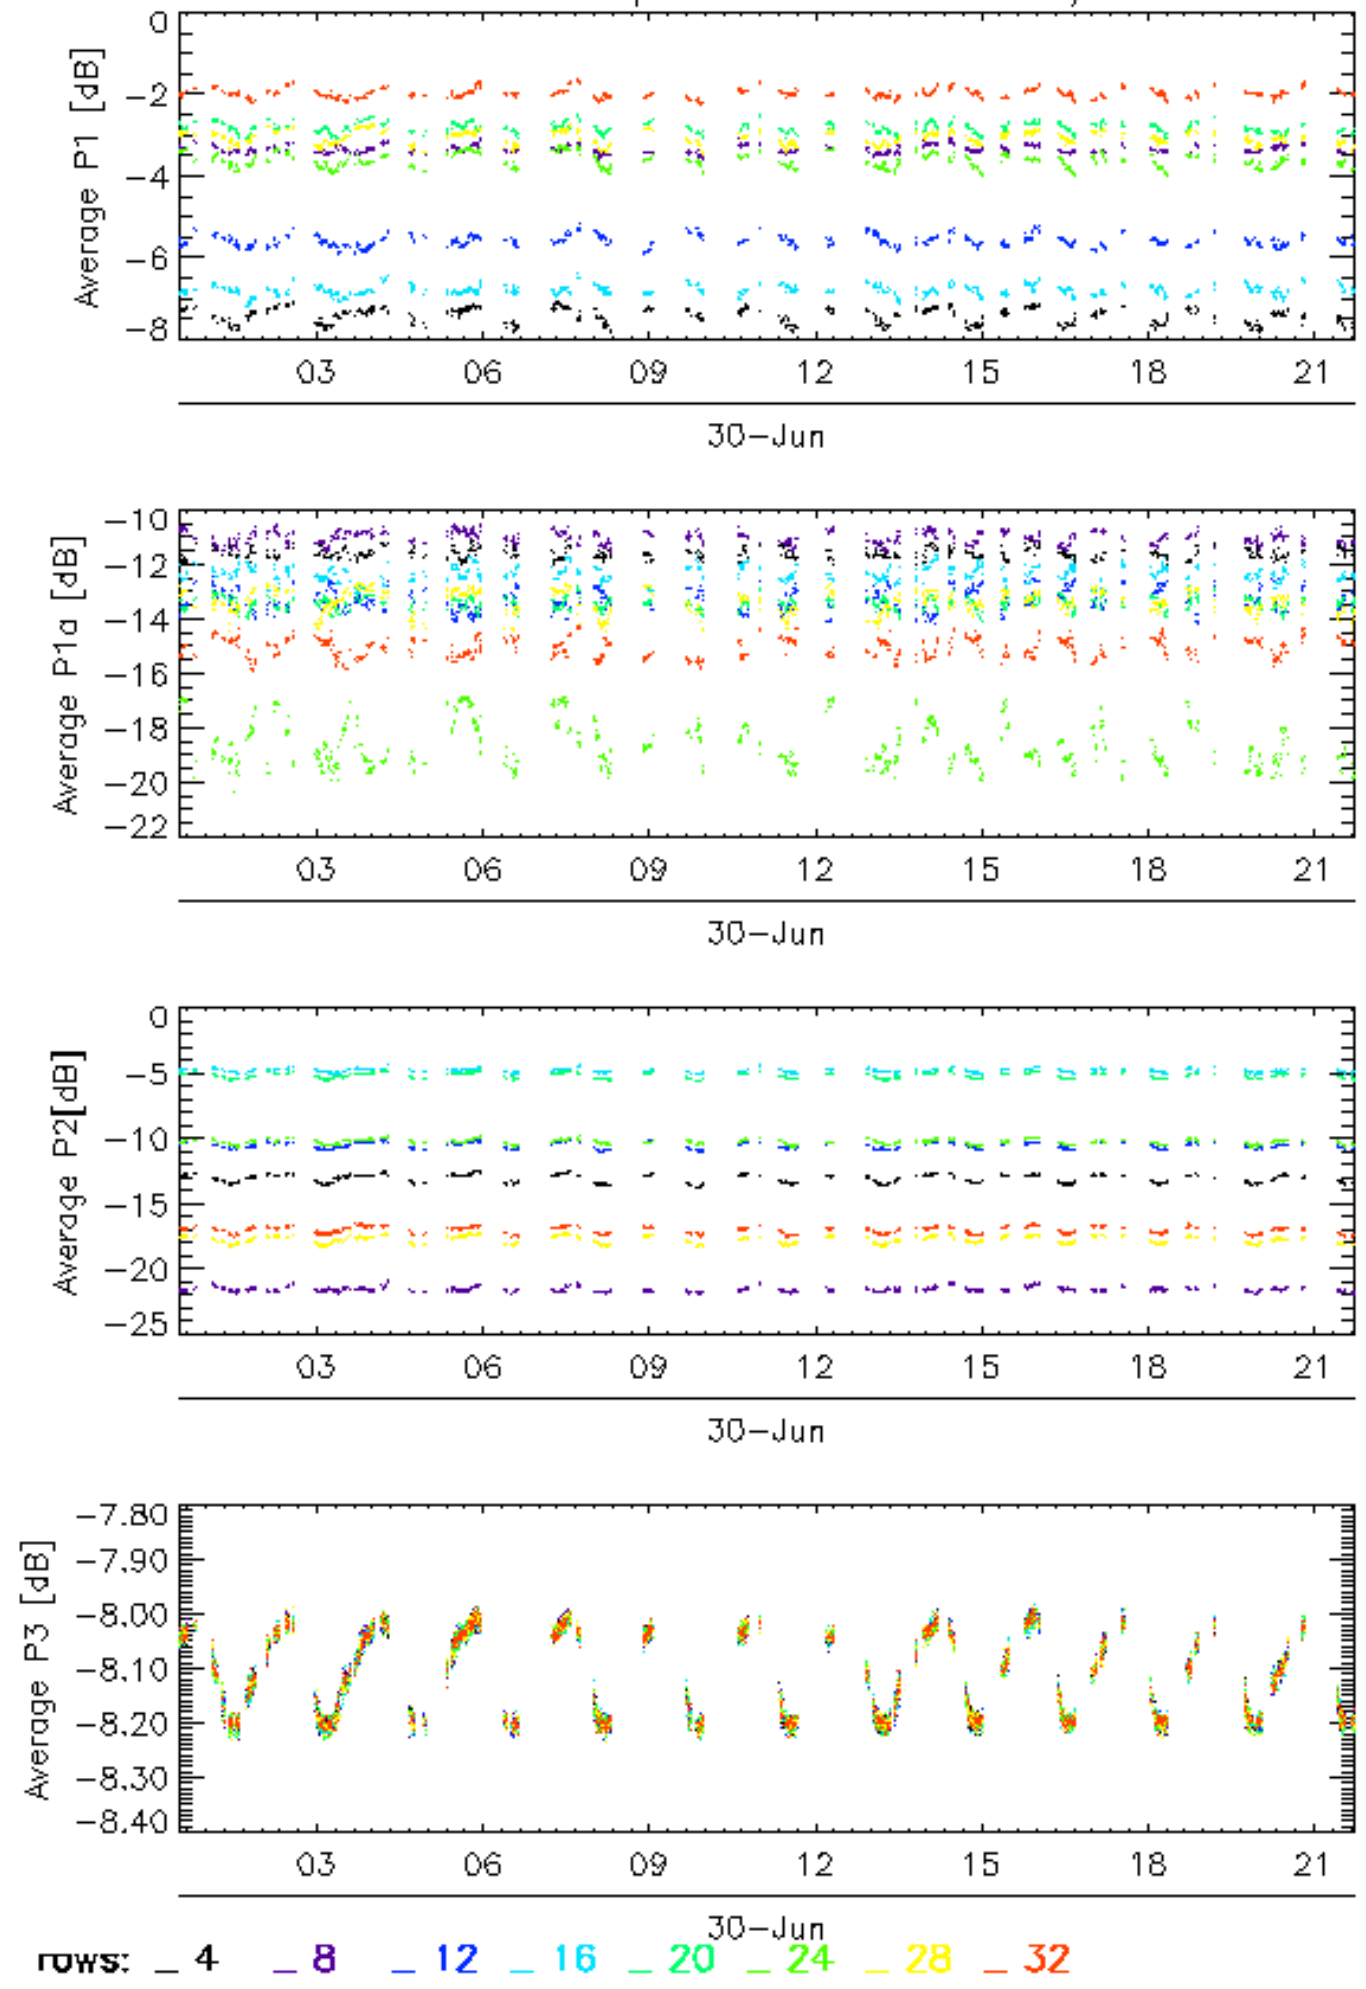 0
-2
-4
-6
-8
Average P1 [dB]
03 06 09 12 15 18 21
30-Jun
-10
-12
-14
-16
-18
-20
-22
Average P1a [dB]
03 06 09 12 15 18 21
30-Jun
0
-5
-10
-15
-20
-25
Average P2[dB]
03 06 09 12 15 18 21
30-Jun
-7.80
-7.90
-8.00
-8.10
-8.20
-8.30
-8.40
Average P3 [dB]
03 06 09 12 15 18 21
30-Jun
rows: _ 4 _ 8 _ 12 _ 16 _ 20 _ 24 _ 28 _ 32